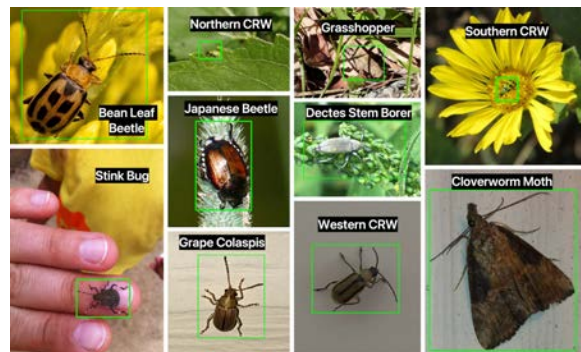 Northern CRW
Grasshopper
Southern CRW
Bean Leaf
Beetle
Japanese Beetle
Dectes Stem Borer
Stink Bug
Cloverworm Moth
Western CRW
Grape Colaspis